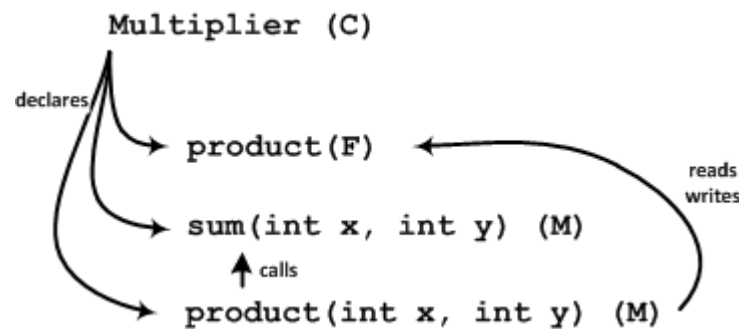 Multiplier (C)
declares
product(F)
reads
writes
sum(int x, int y) (M)
calls
product(int x, int y) (M)